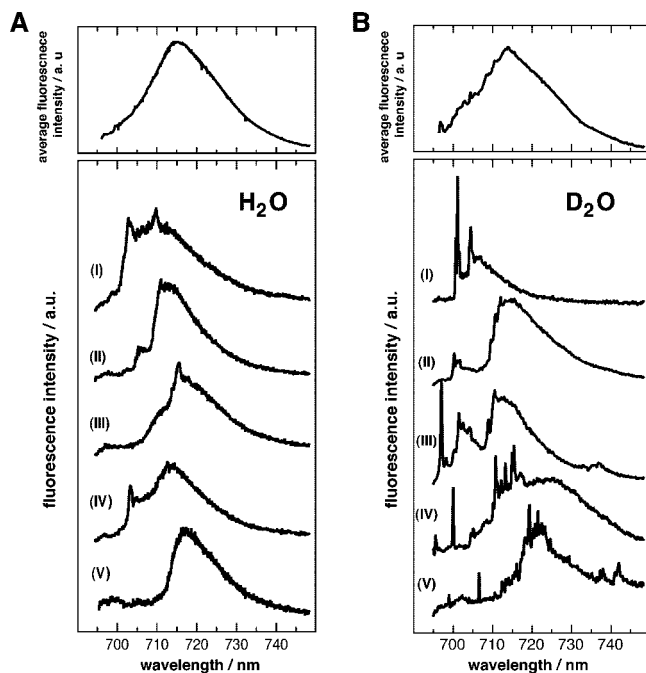 A
average fluorescnece
intensity / a. u
H2O
fluorescence intensity / a.u.
(I)
(II)
(III)
(IV)
(V)
700 710 720 730 740
wavelength / nm
B
average fluorescnece
intensity / a. u
D2O
fluorescence intensity / a.u.
(I)
(II)
(III)
(IV)
(V)
700 710 720 730 740
wavelength / nm